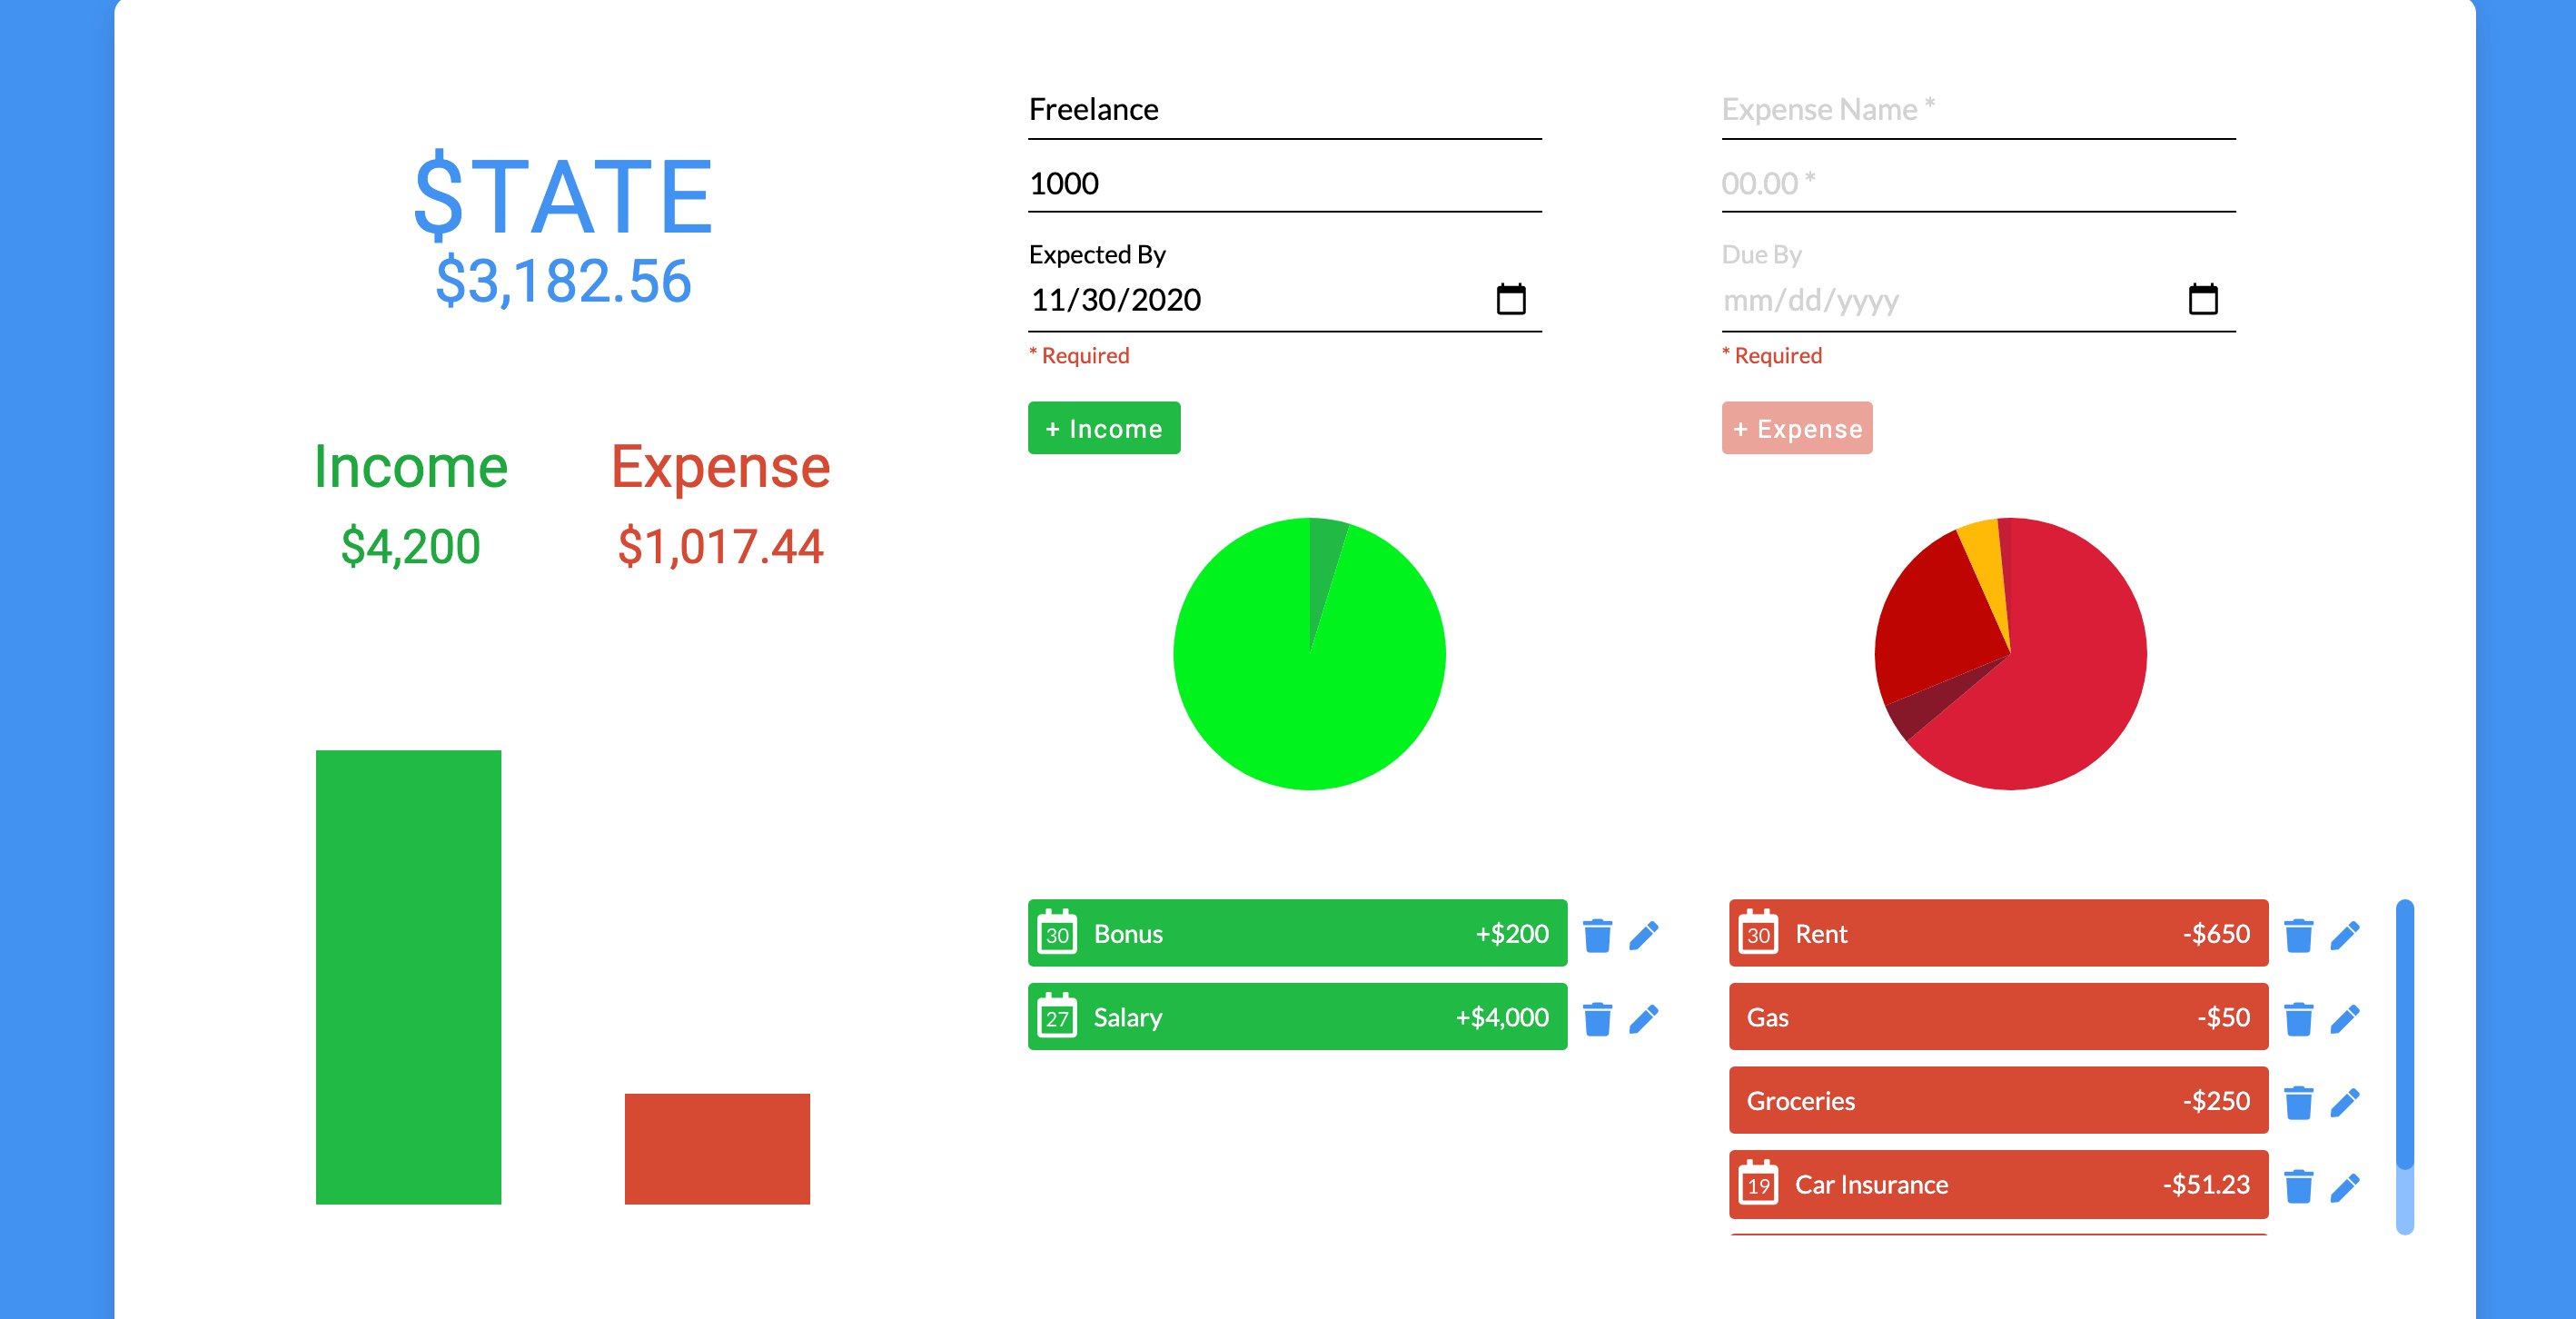 $TATE
$3,182.56
Income
Expense
$4,200
$1,017.44
Freelance
1000
Expected By
11/30/2020
* Required
+ Income
30 Bonus +$200
27 Salary +$4,000
Expense Name *
00.00 *
Due By
mm/dd/yyyy
* Required
+ Expense
30 Rent -$650
Gas -$50
Groceries -$250
19 Car Insurance -$51.23